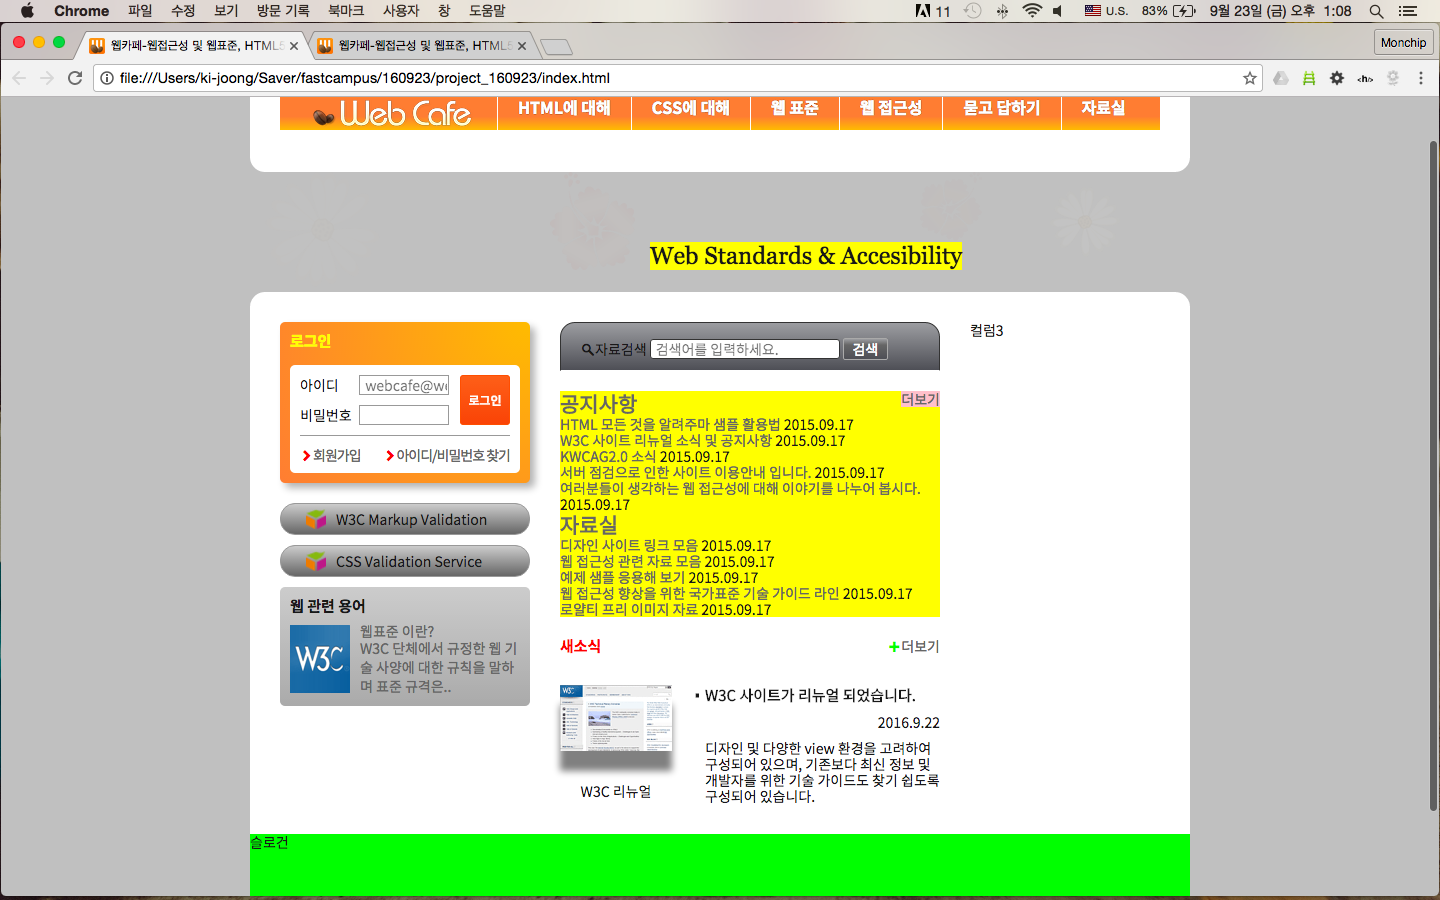 Chrome 파일 수정 보기 방문 기록 북마크 사용자 창 도움말 11 U.S. 83% 9월 23일 (금) 오후 1:08
웹카페-웹접근성 및 웹표준, HTML5 웹카페-웹접근성 및 웹표준, HTML5 Monchip
file:///Users/ki-joong/Saver/fastcampus/160923/project_160923/index.html
Web Cafe HTML에 대해 CSS에 대해 웹 표준 웹 접근성 묻고 답하기 자료실
Web Standards & Accesibility
로그인
아이디 webcafe@we
비밀번호
로그인
회원가입 아이디/비밀번호 찾기
W3C Markup Validation
CSS Validation Service
웹 관련 용어
W3C
웹표준 이란?
W3C 단체에서 규정한 웹 기
술 사양에 대한 규칙을 말하
며 표준 규격은..
자료검색 검색어를 입력하세요. 검색
공지사항 더보기
HTML 모든 것을 알려주마 샘플 활용법 2015.09.17
W3C 사이트 리뉴얼 소식 및 공지사항 2015.09.17
KWCAG2.0 소식 2015.09.17
서버 점검으로 인한 사이트 이용안내 입니다. 2015.09.17
여러분들이 생각하는 웹 접근성에 대해 이야기를 나누어 봅시다.
2015.09.17
자료실
디자인 사이트 링크 모음 2015.09.17
웹 접근성 관련 자료 모음 2015.09.17
예제 샘플 응용해 보기 2015.09.17
웹 접근성 향상을 위한 국가표준 기술 가이드 라인 2015.09.17
로얄티 프리 이미지 자료 2015.09.17
새소식 +더보기
W3C
W3C 리뉴얼
W3C 사이트가 리뉴얼 되었습니다.
2016.9.22
디자인 및 다양한 view 환경을 고려하여
구성되어 있으며, 기존보다 최신 정보 및
개발자를 위한 기술 가이드도 찾기 쉽도록
구성되어 있습니다.
컬럼3
슬로건